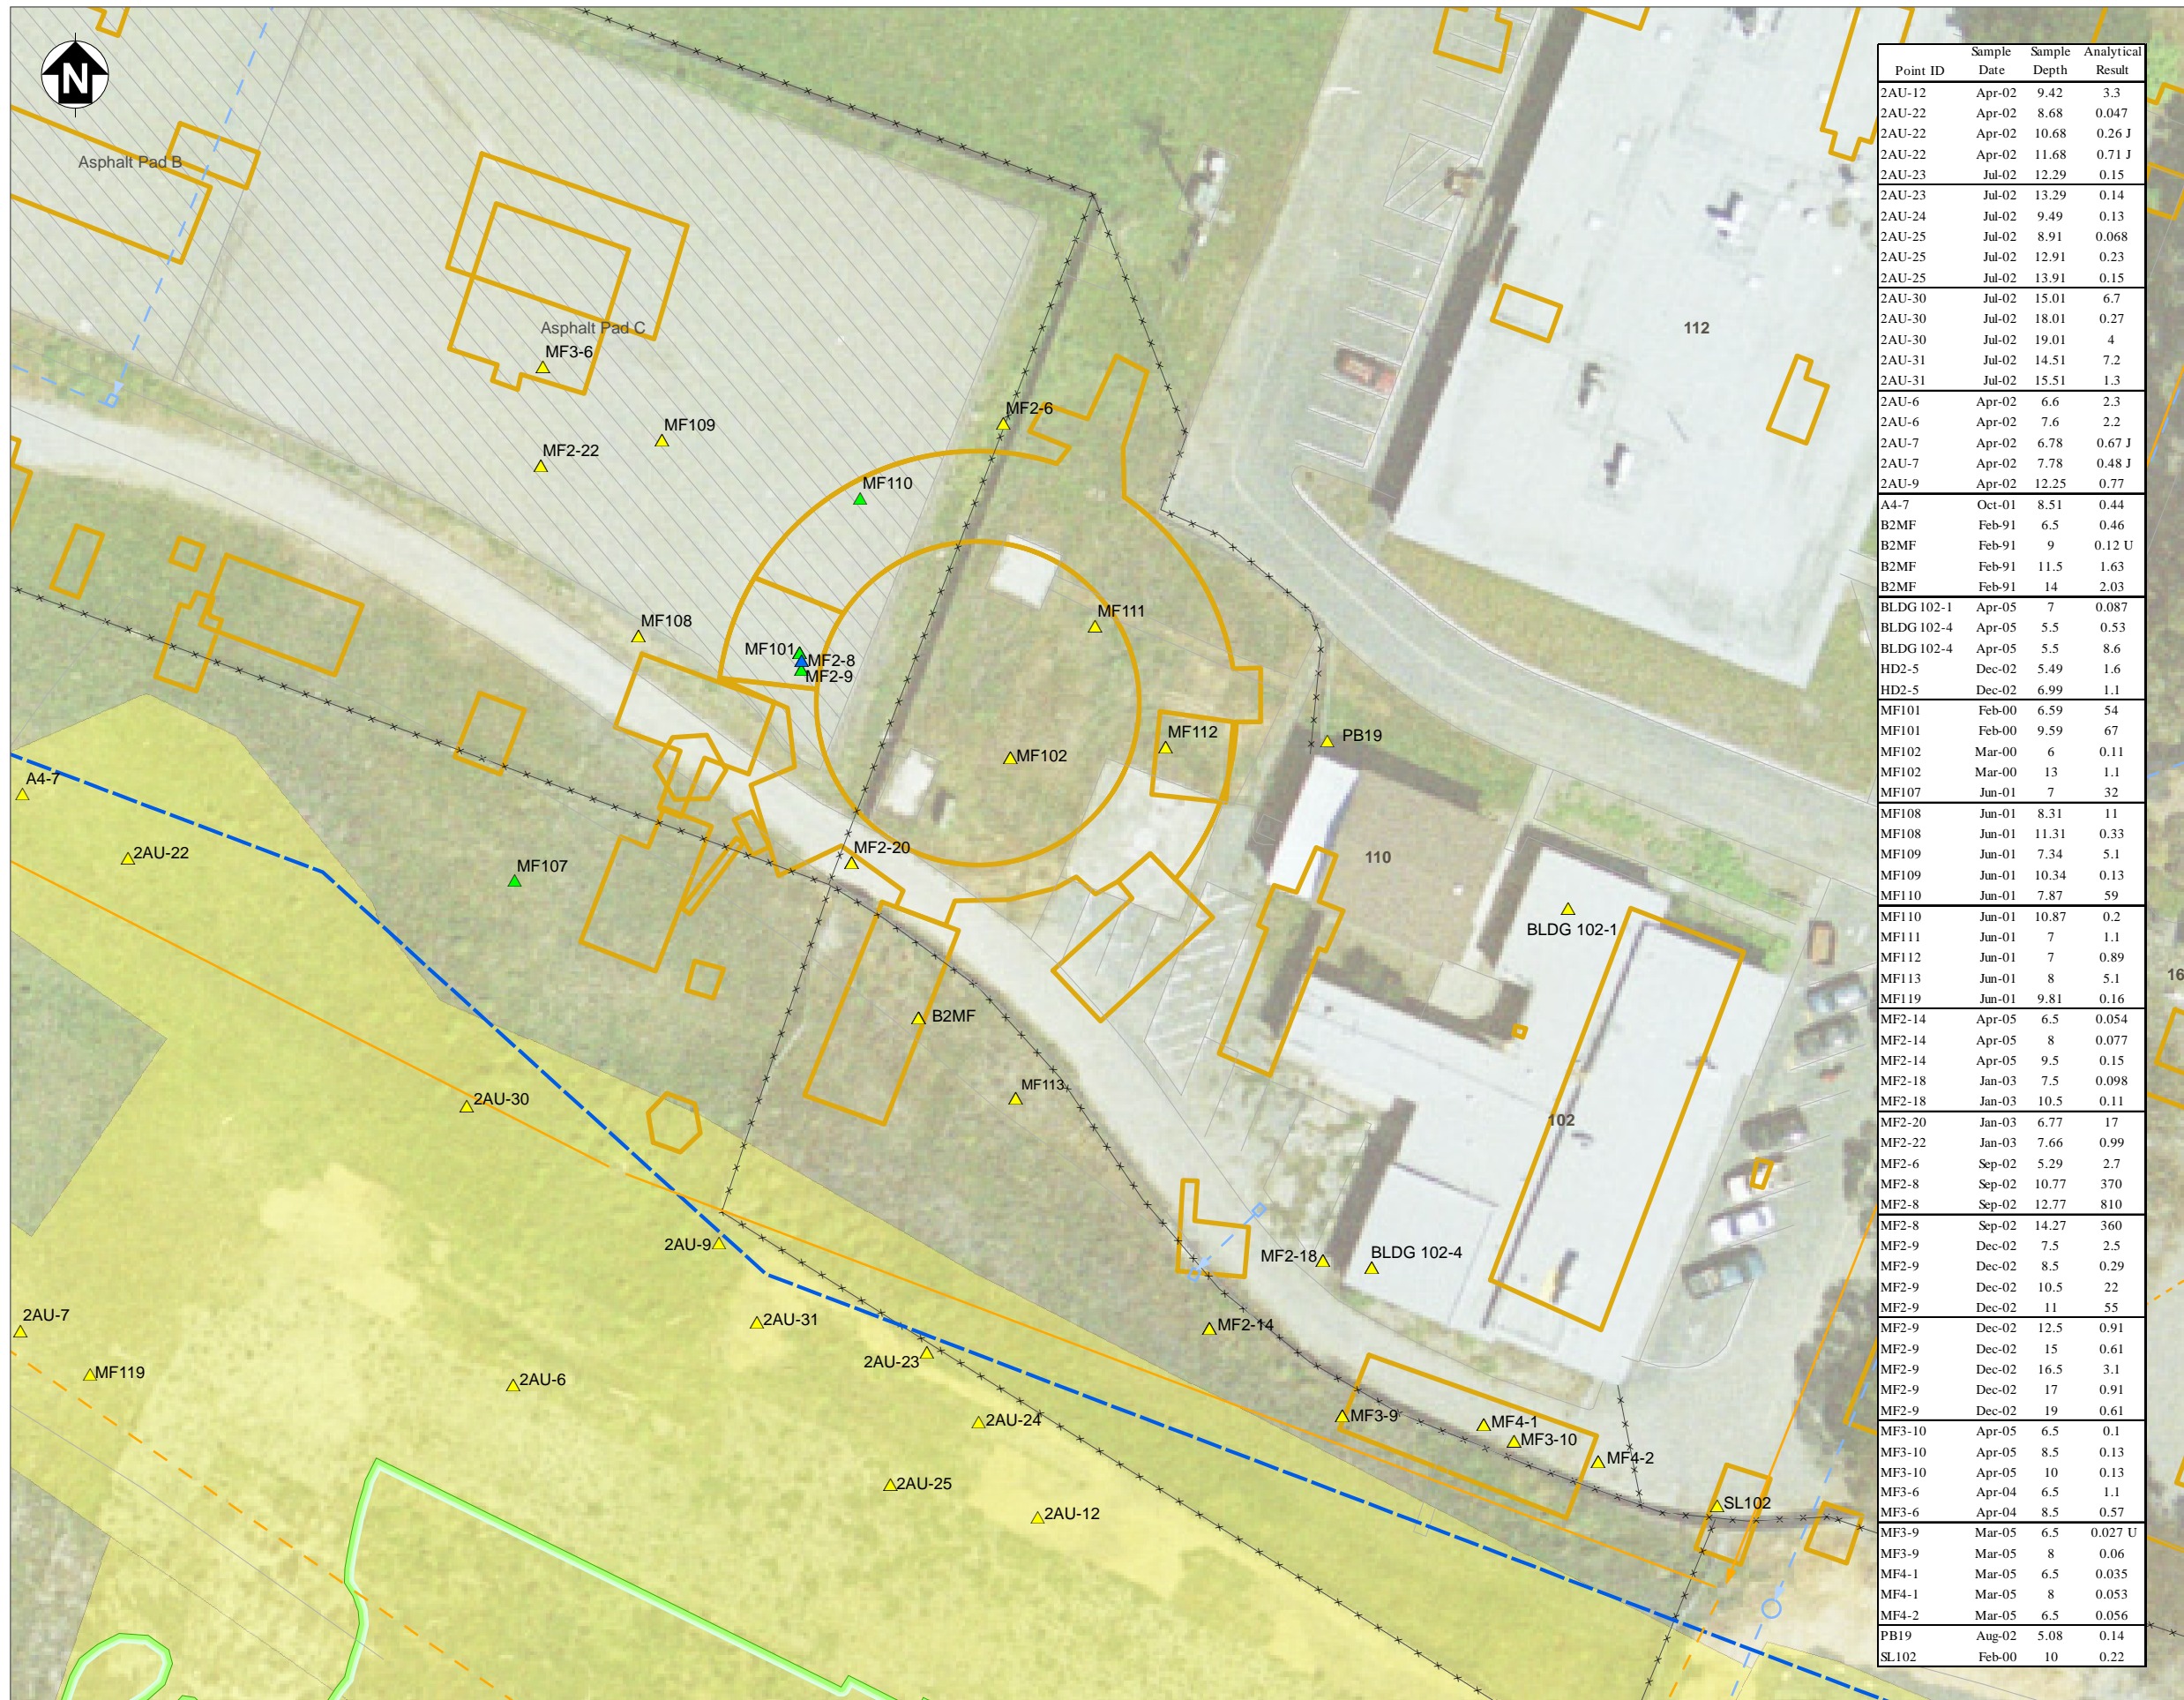 N
Asphalt Pad B
Asphalt Pad C
MF3-6
MF109
MF2-22
MF2-6
MF110
112
MF111
MF108
MF101
MF2-8
MF2-9
MF112
PB19
MF102
A4-7
2AU-22
MF107
MF2-20
110
BLDG 102-1
B2MF
MF113
2AU-30
102
16
2AU-9
MF2-18
BLDG 102-4
2AU-7
2AU-31
MF2-14
2AU-23
MF119
2AU-6
2AU-24
MF3-9
MF4-1
MF3-10
MF4-2
2AU-25
2AU-12
SL102
Sample Sample Analytical
Point ID Date Depth Result
2AU-12 Apr-02 9.42 3.3
2AU-22 Apr-02 8.68 0.047
2AU-22 Apr-02 10.68 0.26 J
2AU-22 Apr-02 11.68 0.71 J
2AU-23 Jul-02 12.29 0.15
2AU-23 Jul-02 13.29 0.14
2AU-24 Jul-02 9.49 0.13
2AU-25 Jul-02 8.91 0.068
2AU-25 Jul-02 12.91 0.23
2AU-25 Jul-02 13.91 0.15
2AU-30 Jul-02 15.01 6.7
2AU-30 Jul-02 18.01 0.27
2AU-30 Jul-02 19.01 4
2AU-31 Jul-02 14.51 7.2
2AU-31 Jul-02 15.51 1.3
2AU-6 Apr-02 6.6 2.3
2AU-6 Apr-02 7.6 2.2
2AU-7 Apr-02 6.78 0.67 J
2AU-7 Apr-02 7.78 0.48 J
2AU-9 Apr-02 12.25 0.77
A4-7 Oct-01 8.51 0.44
B2MF Feb-91 6.5 0.46
B2MF Feb-91 9 0.12 U
B2MF Feb-91 11.5 1.63
B2MF Feb-91 14 2.03
BLDG 102-1 Apr-05 7 0.087
BLDG 102-4 Apr-05 5.5 0.53
BLDG 102-4 Apr-05 5.5 8.6
HD2-5 Dec-02 5.49 1.6
HD2-5 Dec-02 6.99 1.1
MF101 Feb-00 6.59 54
MF101 Feb-00 9.59 67
MF102 Mar-00 6 0.11
MF102 Mar-00 13 1.1
MF107 Jun-01 7 32
MF108 Jun-01 8.31 11
MF108 Jun-01 11.31 0.33
MF109 Jun-01 7.34 5.1
MF109 Jun-01 10.34 0.13
MF110 Jun-01 7.87 59
MF110 Jun-01 10.87 0.2
MF111 Jun-01 7 1.1
MF112 Jun-01 7 0.89
MF113 Jun-01 8 5.1
MF119 Jun-01 9.81 0.16
MF2-14 Apr-05 6.5 0.054
MF2-14 Apr-05 8 0.077
MF2-14 Apr-05 9.5 0.15
MF2-18 Jan-03 7.5 0.098
MF2-18 Jan-03 10.5 0.11
MF2-20 Jan-03 6.77 17
MF2-22 Jan-03 7.66 0.99
MF2-6 Sep-02 5.29 2.7
MF2-8 Sep-02 10.77 370
MF2-8 Sep-02 12.77 810
MF2-8 Sep-02 14.27 360
MF2-9 Dec-02 7.5 2.5
MF2-9 Dec-02 8.5 0.29
MF2-9 Dec-02 10.5 22
MF2-9 Dec-02 11 55
MF2-9 Dec-02 12.5 0.91
MF2-9 Dec-02 15 0.61
MF2-9 Dec-02 16.5 3.1
MF2-9 Dec-02 17 0.91
MF2-9 Dec-02 19 0.61
MF3-10 Apr-05 6.5 0.1
MF3-10 Apr-05 8.5 0.13
MF3-10 Apr-05 10 0.13
MF3-6 Apr-04 6.5 1.1
MF3-6 Apr-04 8.5 0.57
MF3-9 Mar-05 6.5 0.027 U
MF3-9 Mar-05 8 0.06
MF4-1 Mar-05 6.5 0.035
MF4-1 Mar-05 8 0.053
MF4-2 Mar-05 6.5 0.056
PB19 Aug-02 5.08 0.14
SL102 Feb-00 10 0.22